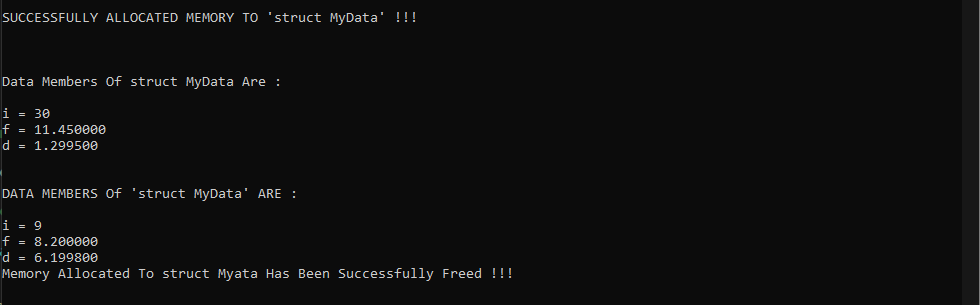 SUCCESSFULLY ALLOCATED MEMORY TO 'struct MyData' !!!
Data Members Of struct MyData Are :
i = 30
f = 11.450000
d = 1.299500
DATA MEMBERS Of 'struct MyData' ARE :
i = 9
f = 8.200000
d = 6.199800
Memory Allocated To struct Myata Has Been Successfully Freed !!!